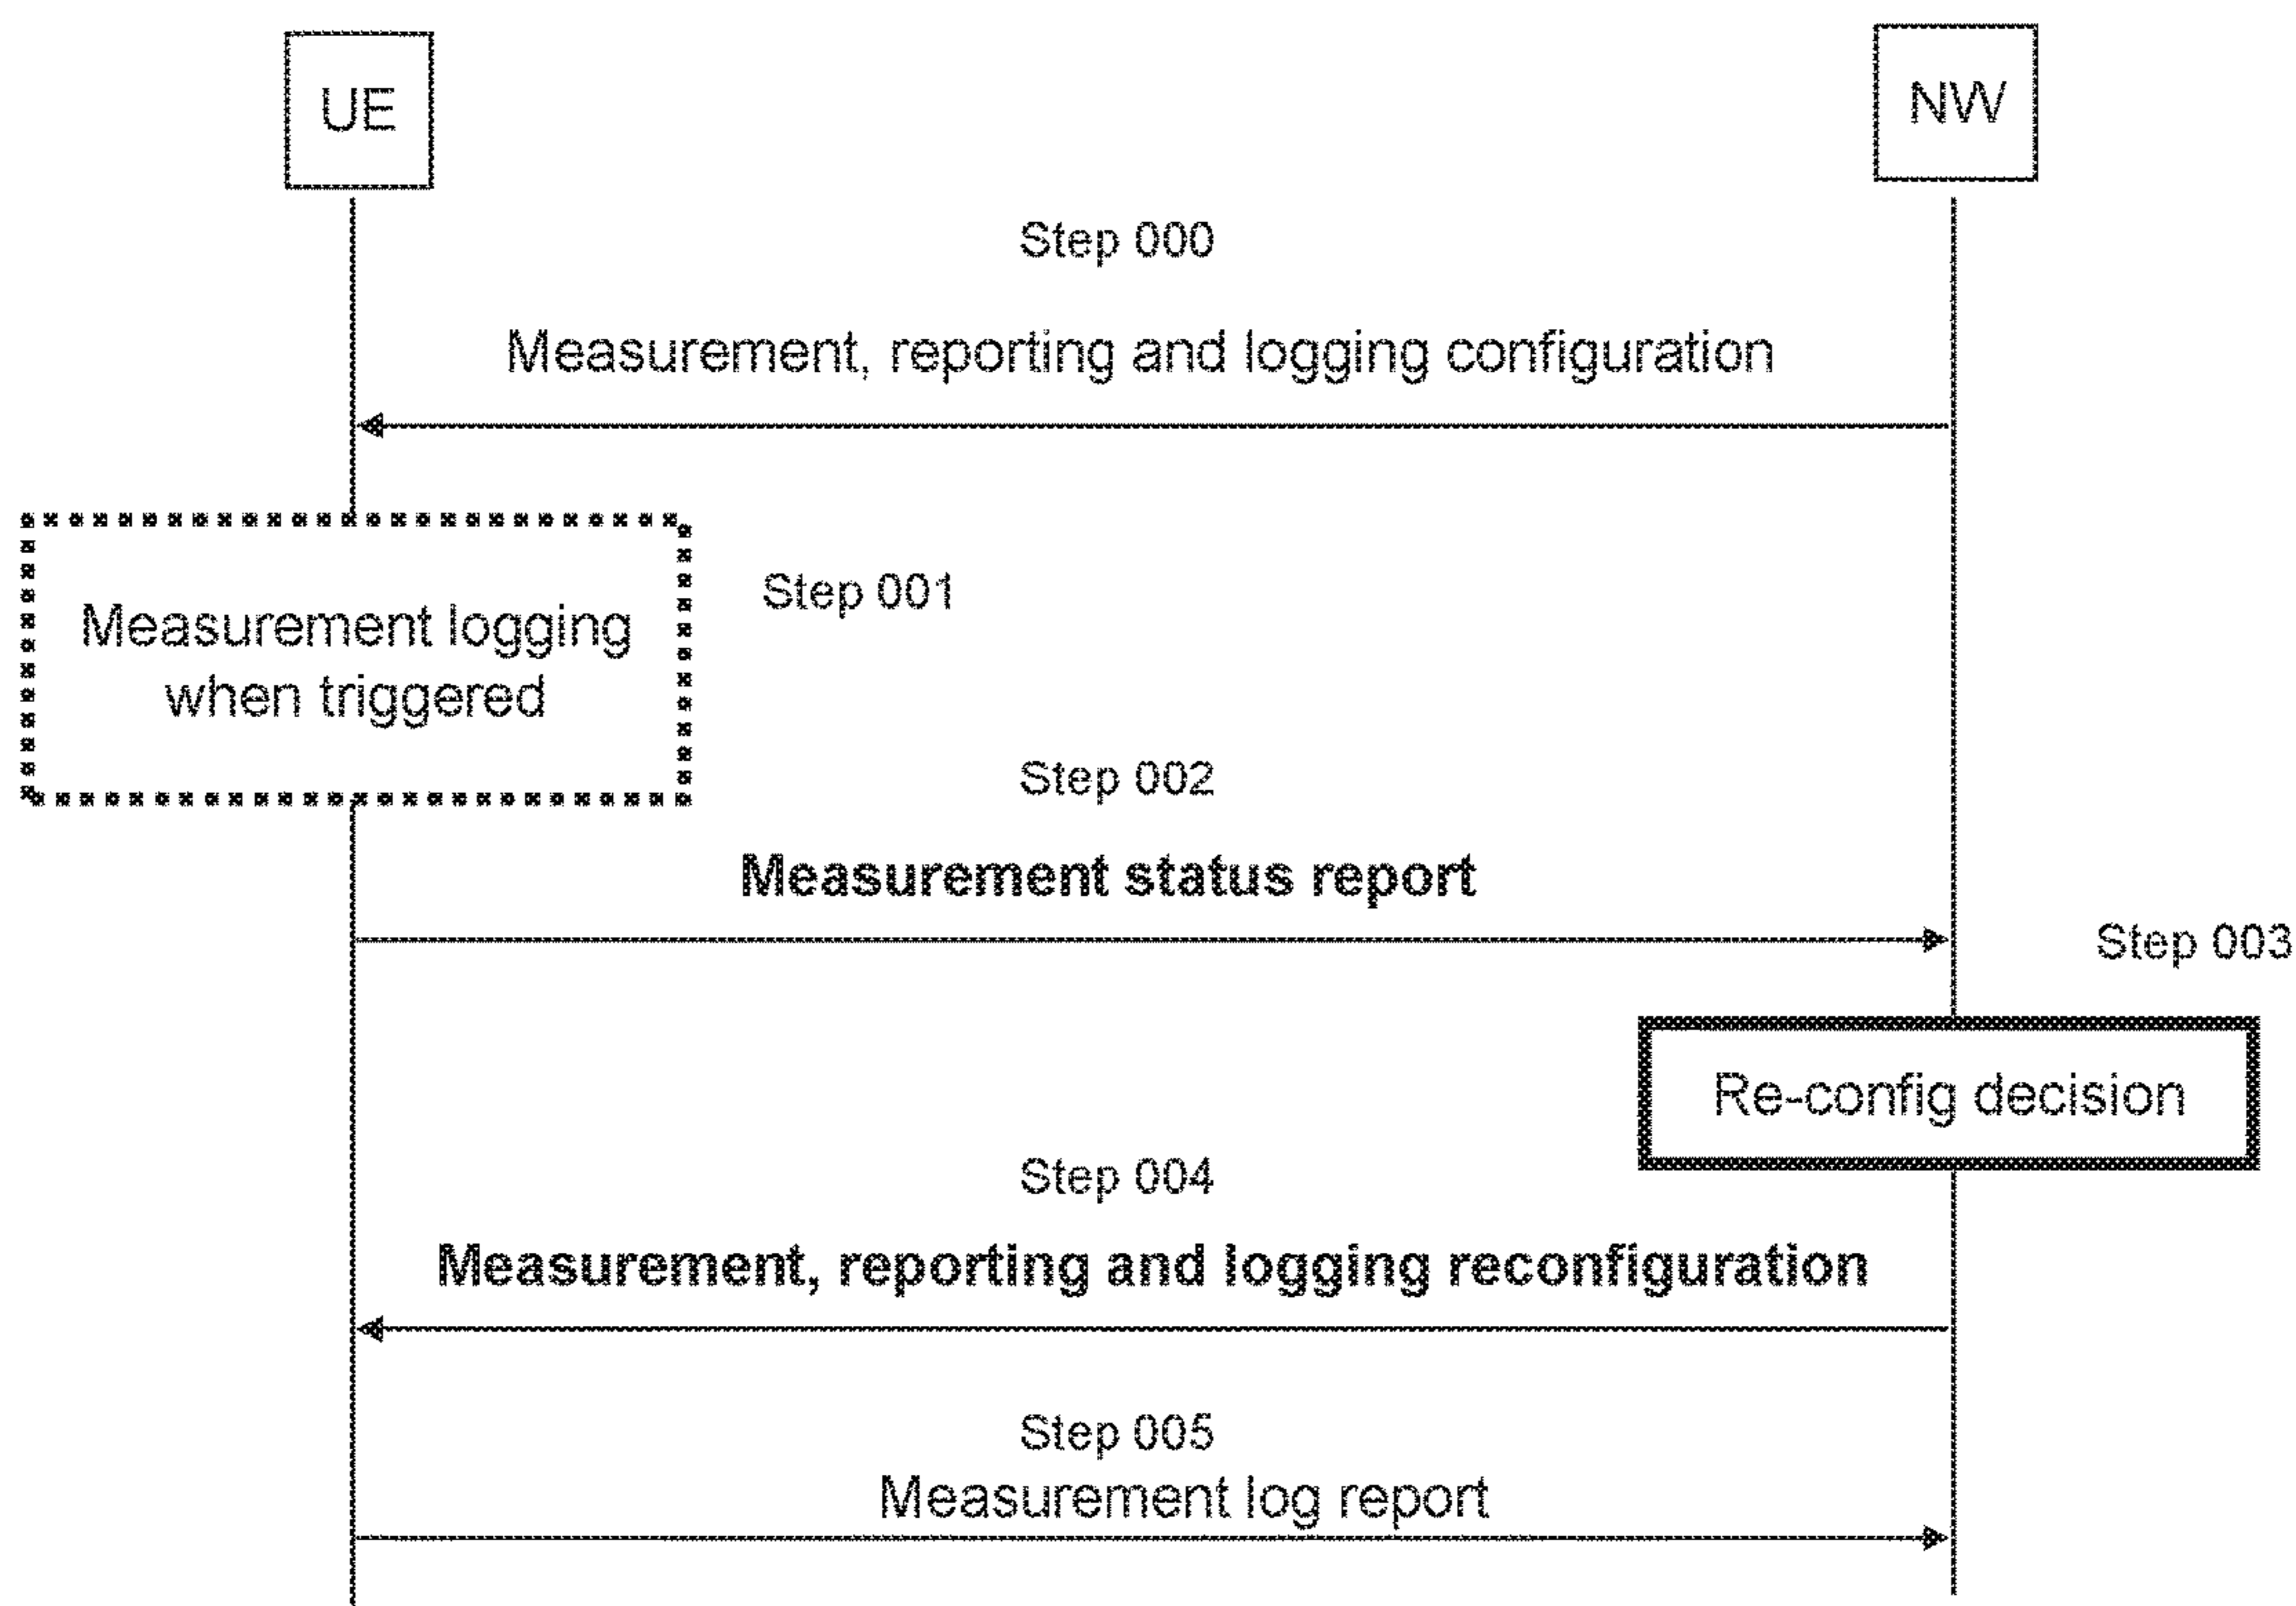 UE
NW
Step 000
Measurement, reporting and logging configuration
Step 001
Measurement logging
when triggered
Step 002
Measurement status report
Step 003
Re-config decision
Step 004
Measurement, reporting and logging reconfiguration
Step 005
Measurement log report